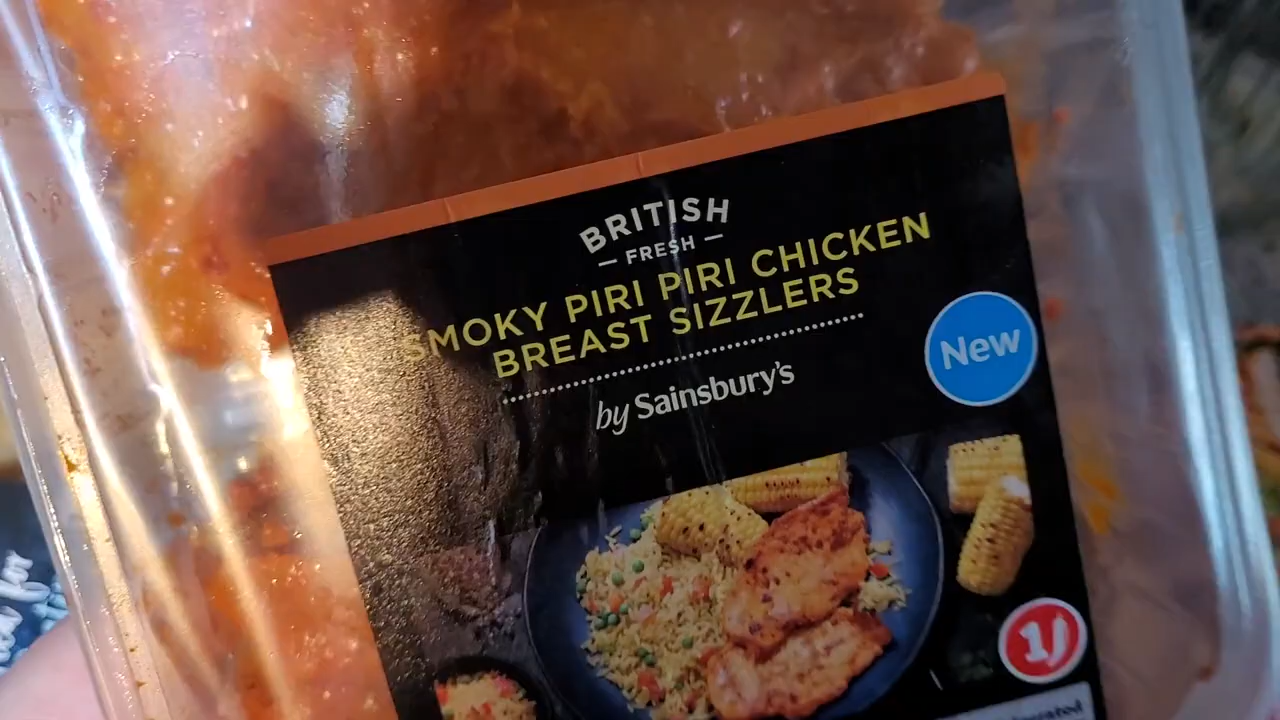 BRITISH
FRESH
SMOKY PIRI PIRI CHICKEN
BREAST SIZZLERS
by Sainsbury's
New